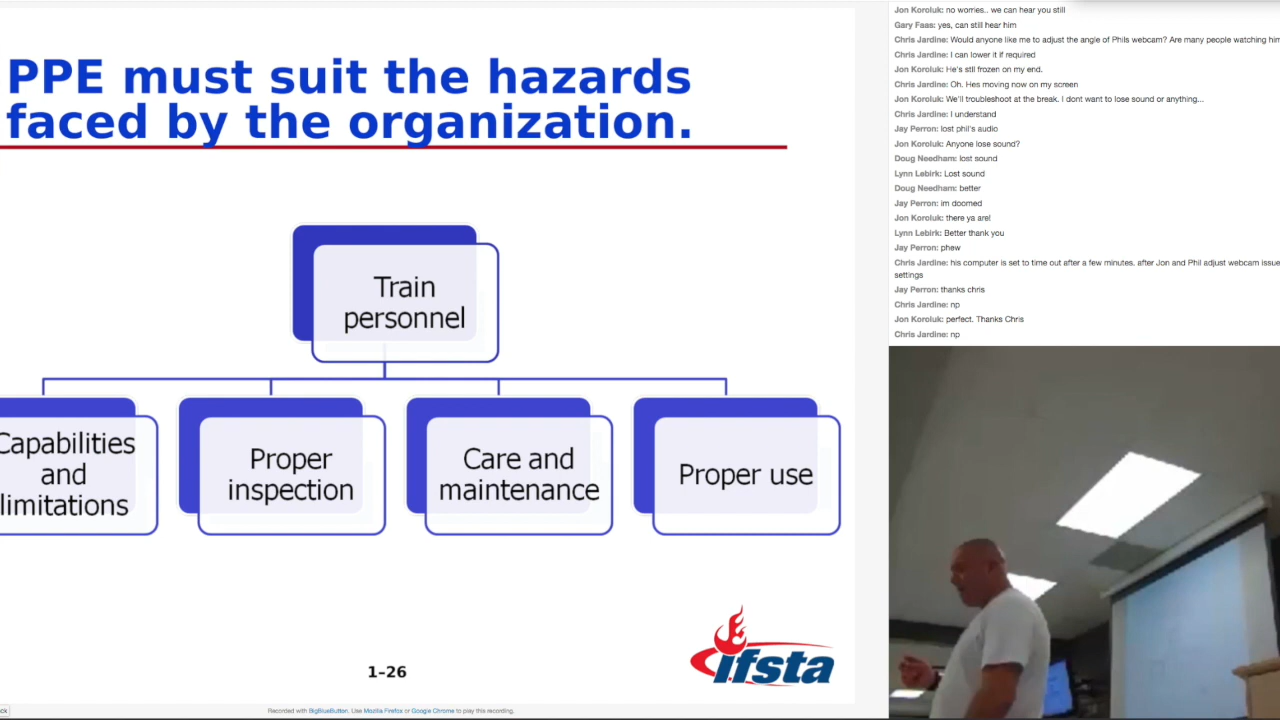 PPE must suit the hazards
faced by the organization.
Train
personnel
Capabilities
and
limitations
Proper
inspection
Care and
maintenance
Proper use
ifsta
1–26
Recorded with BigBlueButton. Use Mozilla Firefox or Google Chrome to play this recording.
Jon Koroluk: no worries.. we can hear you still
Gary Faas: yes, can still hear him
Chris Jardine: Would anyone like me to adjust the angle of Phils webcam? Are many people watching him
Chris Jardine: I can lower it if required
Jon Koroluk: He's still frozen on my end.
Chris Jardine: Oh. Hes moving now on my screen
Jon Koroluk: We'll troubleshoot at the break. I dont want to lose sound or anything...
Chris Jardine: I understand
Jay Perron: lost phil's audio
Jon Koroluk: Anyone lose sound?
Doug Needham: lost sound
Lynn Lebirk: Lost sound
Doug Needham: better
Jay Perron: im doomed
Jon Koroluk: there ya are!
Lynn Lebirk: Better thank you
Jay Perron: phew
Chris Jardine: his computer is set to time out after a few minutes. after Jon and Phil adjust webcam issue
settings
Jay Perron: thanks chris
Chris Jardine: np
Jon Koroluk: perfect. Thanks Chris
Chris Jardine: np